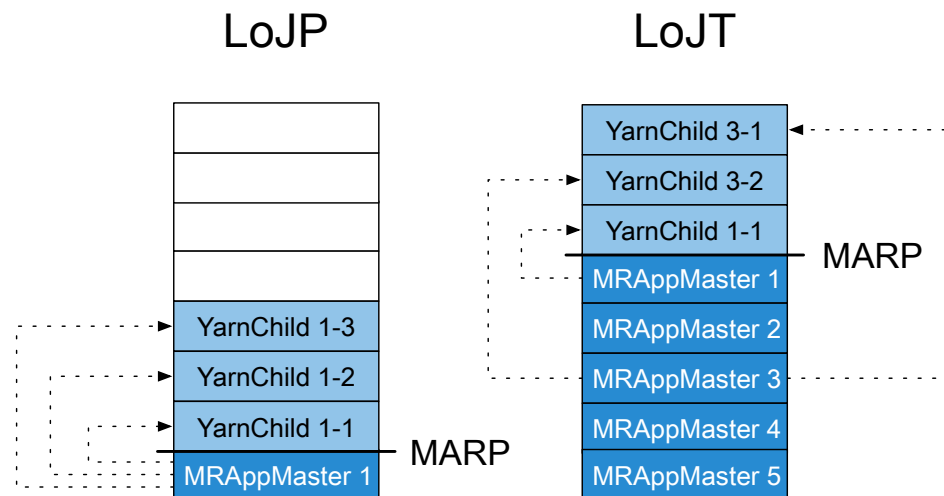 LoJP
YarnChild 1-3
YarnChild 1-2
YarnChild 1-1
MARP
MRAppMaster 1
LoJT
YarnChild 3-1
YarnChild 3-2
YarnChild 1-1
MARP
MRAppMaster 1
MRAppMaster 2
MRAppMaster 3
MRAppMaster 4
MRAppMaster 5